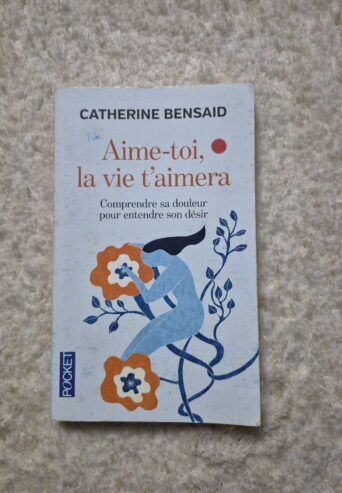 CATHERINE BENSAID
Aime-toi,
la vie t'aimera
Comprendre sa douleur
pour entendre son désir
POCKET